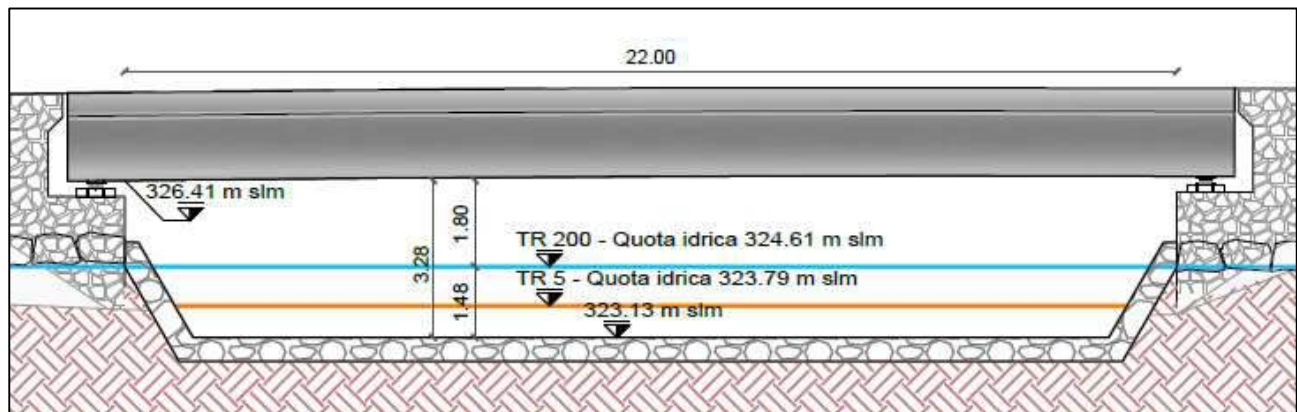 22.00
326.41 m slm
3.28
1.80
TR 200 - Quota idrica 324.61 m slm
1.48
TR 5 - Quota idrica 323.79 m slm
323.13 m slm